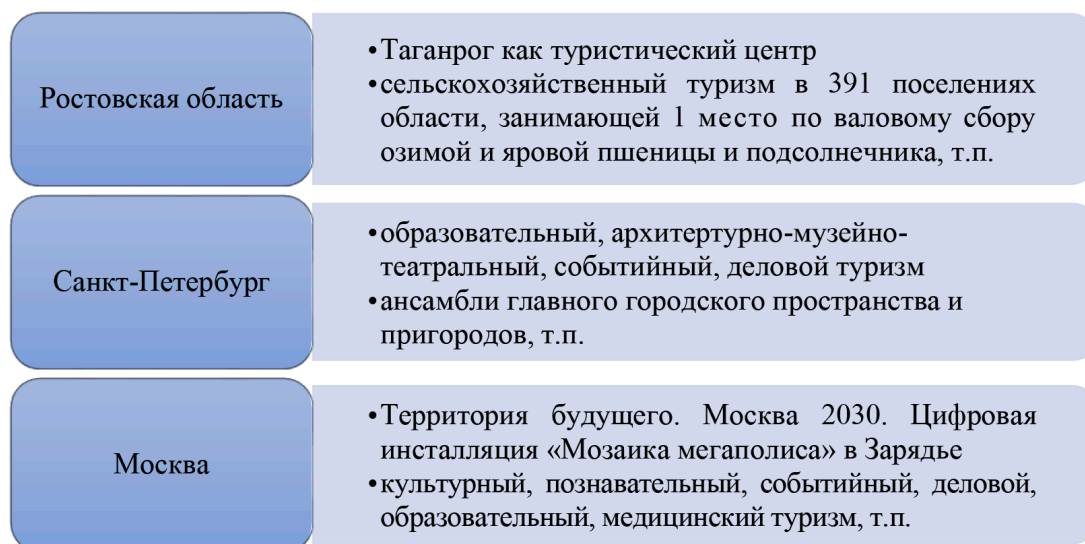 Ростовская область
•Таганрог как туристический центр
•сельскохозяйственный туризм в 391 поселениях
области, занимающей 1 место по валовому сбору
озимой и яровой пшеницы и подсолнечника, т.п.
Санкт-Петербург
•образовательный, архитертурно-музейно-
театральный, событийный, деловой туризм
•ансамбли главного городского пространства и
пригородов, т.п.
Москва
•Территория будущего. Москва 2030. Цифровая
инсталляция «Мозаика мегаполиса» в Зарядье
•культурный, познавательный, событийный, деловой,
образовательный, медицинский туризм, т.п.